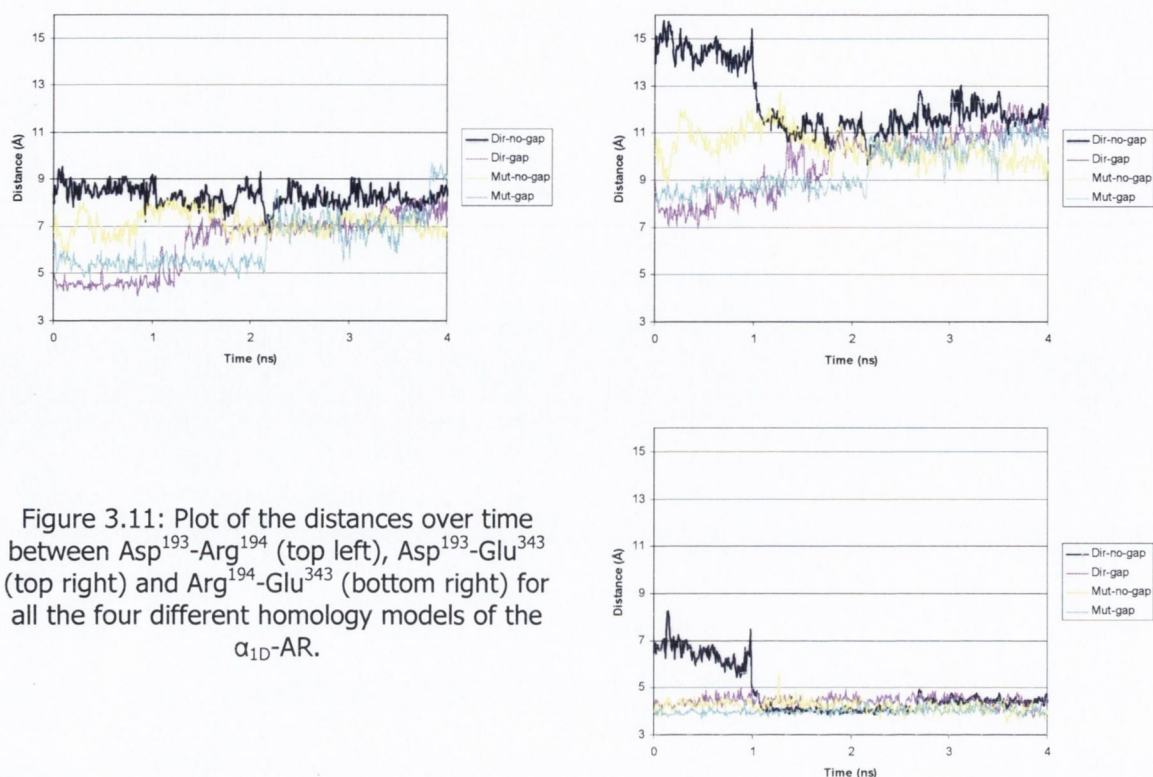 15
13
11
9
7
5
3
Distance (Å)
0 1 2 3 4
Time (ns)
Dir-no-gap
Dir-gap
Mut-no-gap
Mut-gap
15
13
11
9
7
5
3
Distance (Å)
0 1 2 3 4
Time (ns)
Dir-no-gap
Dir-gap
Mut-no-gap
Mut-gap
15
13
11
9
7
5
3
Distance (Å)
0 1 2 3 4
Time (ns)
Dir-no-gap
Dir-gap
Mut-no-gap
Mut-gap
Figure 3.11: Plot of the distances over time
between Asp¹⁹³-Arg¹⁹⁴ (top left), Asp¹⁹³-Glu³⁴³
(top right) and Arg¹⁹⁴-Glu³⁴³ (bottom right) for
all the four different homology models of the
α1D-AR.